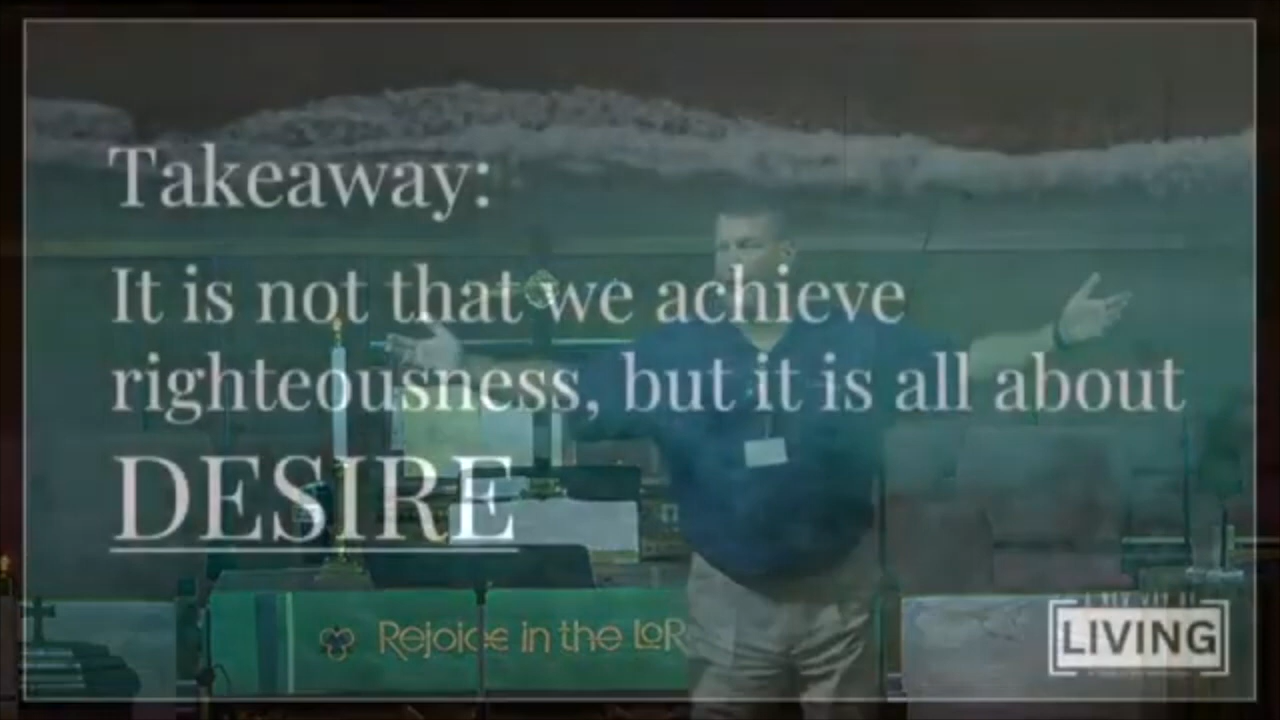 Takeaway:
It is not that we achieve
righteousness, but it is all about
DESIRE
Rejoice in the LoR
LIVING